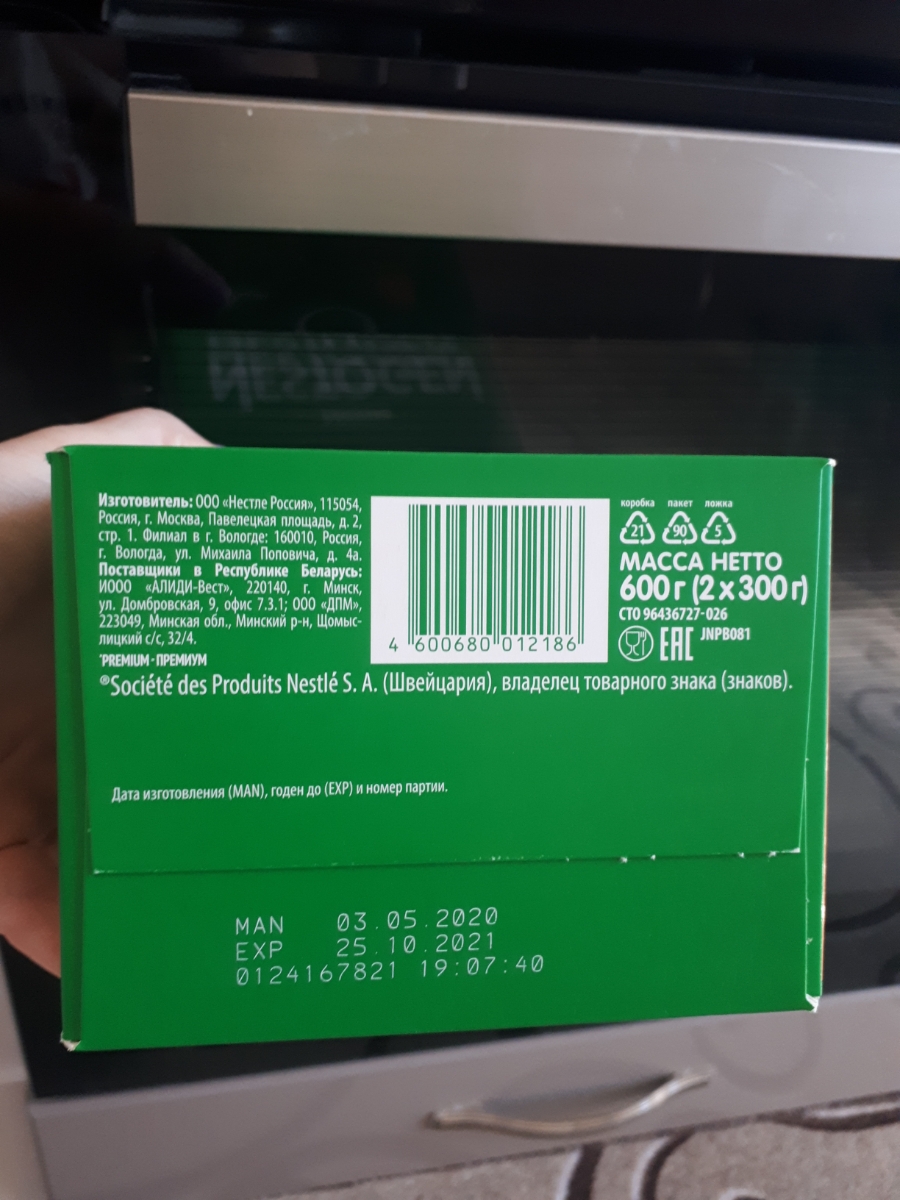 Изготовитель: ООО «Нестле Россия», 115054,
Россия, г. Москва, Павелецкая площадь, д. 2,
стр. 1. Филиал в г. Вологде: 160010, Россия,
г. Вологда, ул. Михаила Поповича, д. 4а.
Поставщики в Республике Беларусь:
ИООО «АЛИДИ-Вест», 220140, г. Минск,
ул. Домбровская, 9, офис 7.3.1; ООО «ДПМ»,
223049, Минская обл., Минский р-н, Щомыс-
лицкий с/с, 32/4.
*PREMIUM - ПРЕМИУМ
4 600680 012186
коробка пакет ложка
21 90 5
МАССА НЕТТО
600 г (2 х 300 г)
СТО 96436727-026
EAC JNPB081
®Société des Produits Nestlé S. A. (Швейцария), владелец товарного знака (знаков).
Дата изготовления (MAN), годен до (EXP) и номер партии.
MAN 03.05.2020
EXP 25.10.2021
0124167821 19:07:40